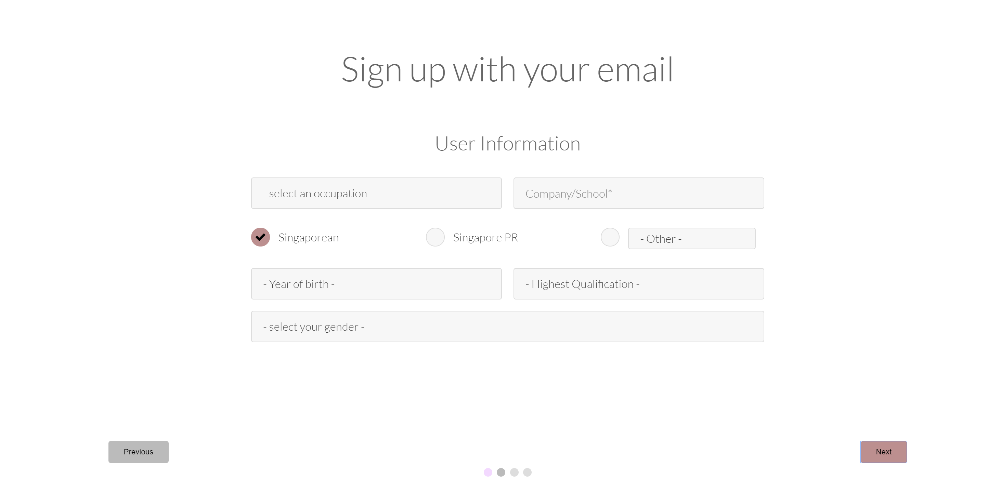 Sign up with your email
User Information
- select an occupation -
Company/School*
Singaporean
Singapore PR
- Other -
- Year of birth -
- Highest Qualification -
- select your gender -
Previous
Next